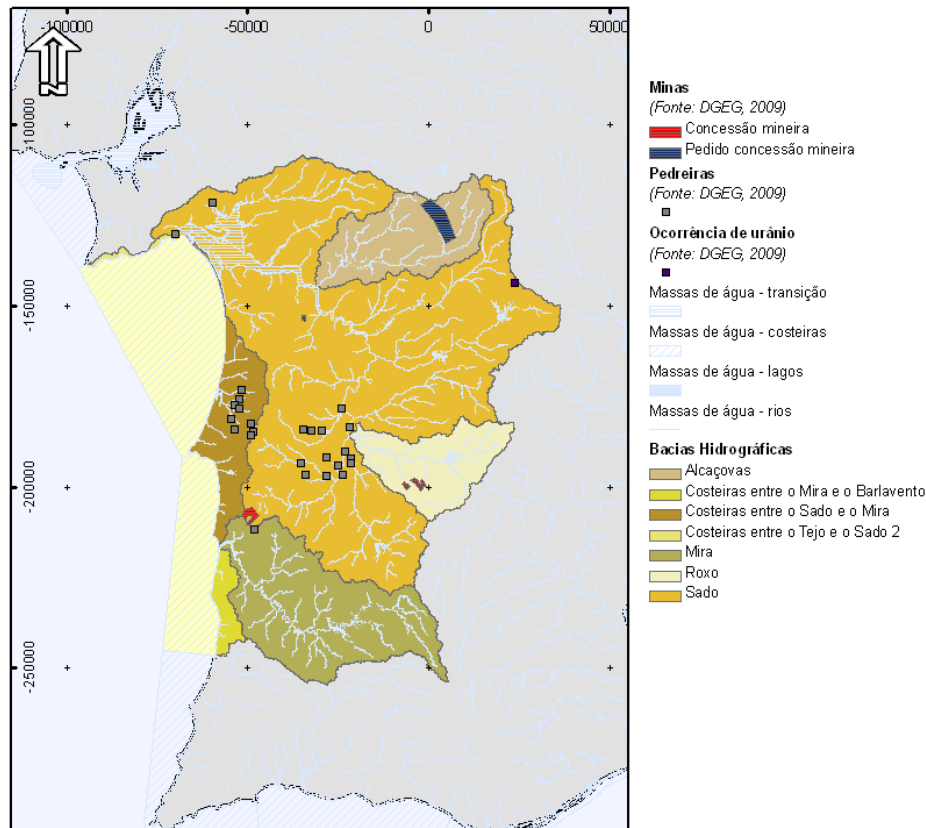 -100000 -50000 0 50000
N
-100000
-150000
-200000
-250000
Minas
(Fonte: DGEG, 2009)
Concessão mineira
Pedido concessão mineira
Pedreiras
(Fonte: DGEG, 2009)
Ocorrência de urânio
(Fonte: DGEG, 2009)
Massas de água - transição
Massas de água - costeiras
Massas de água - lagos
Massas de água - rios
Bacias Hidrográficas
Alcaçovas
Costeiras entre o Mira e o Barlavento
Costeiras entre o Sado e o Mira
Costeiras entre o Tejo e o Sado 2
Mira
Roxo
Sado